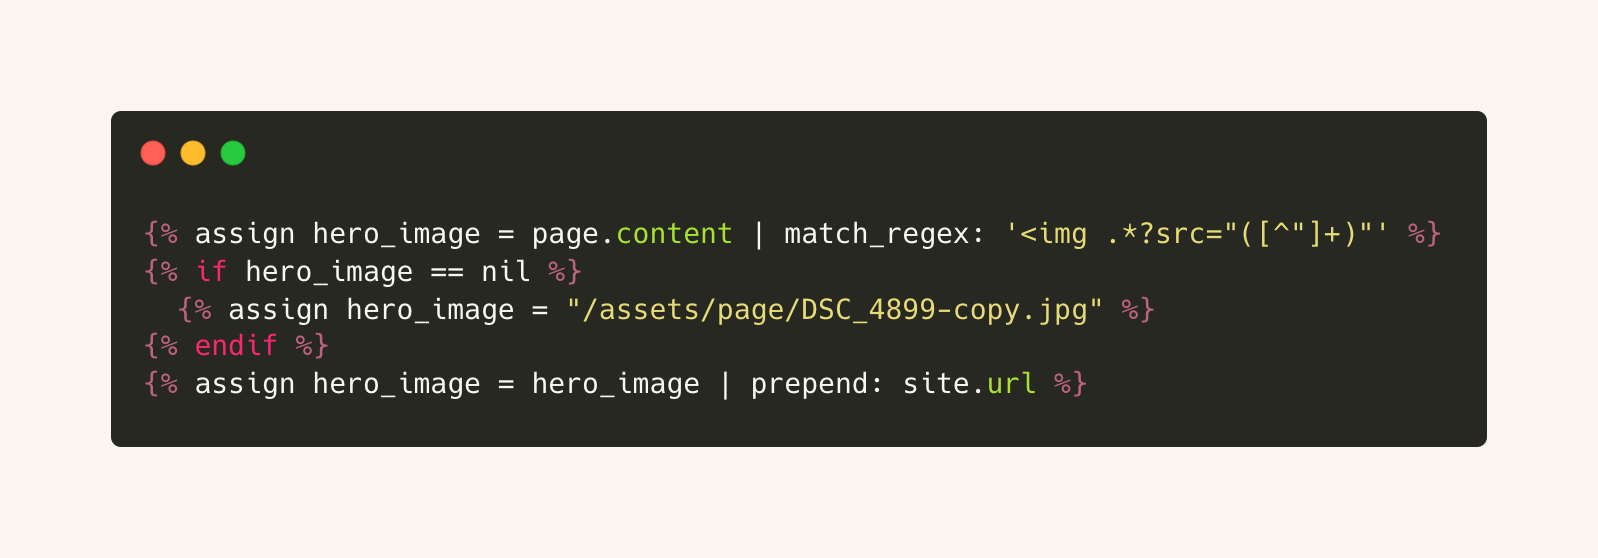 {% assign hero_image = page.content | match_regex: '<img .*?src="([^"]+)"' %}
{% if hero_image == nil %}
  {% assign hero_image = "/assets/page/DSC_4899-copy.jpg" %}
{% endif %}
{% assign hero_image = hero_image | prepend: site.url %}